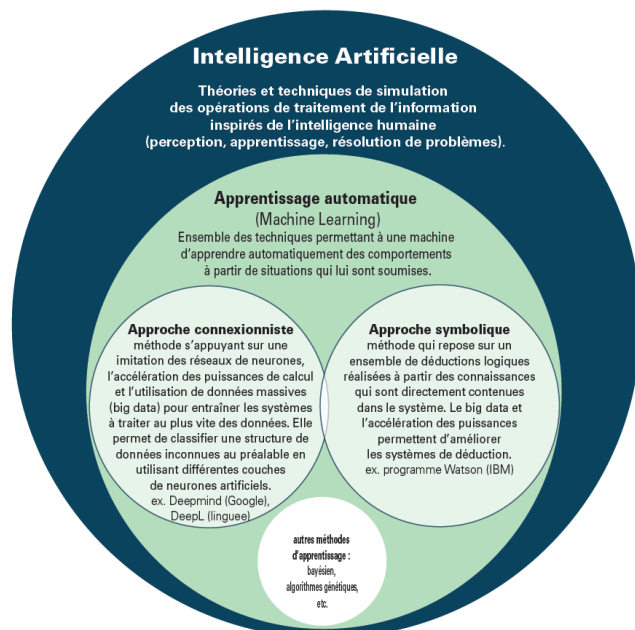 Intelligence Artificielle
Théories et techniques de simulation
des opérations de traitement de l'information
inspirés de l'intelligence humaine
(perception, apprentissage, résolution de problèmes).
Apprentissage automatique
(Machine Learning)
Ensemble des techniques permettant à une machine
d'apprendre automatiquement des comportements
à partir de situations qui lui sont soumises.
Approche connexionniste
méthode s'appuyant sur une
imitation des réseaux de neurones,
l'accélération des puissances de calcul
et l'utilisation de données massives
(big data) pour entraîner les systèmes
à traiter au plus vite des données. Elle
permet de classifier une structure de
données inconnues au préalable en
utilisant différentes couches
de neurones artificiels.
ex. Deepmind (Google),
DeepL (linguee)
Approche symbolique
méthode qui repose sur un
ensemble de déductions logiques
réalisées à partir des connaissances
qui sont directement contenues
dans le système. Le big data et
l'accélération des puissances
permettent d'améliorer
les systèmes de déduction.
ex. programme Watson (IBM)
autres méthodes
d'apprentissage :
bayésien,
algorithmes génétiques,
etc.